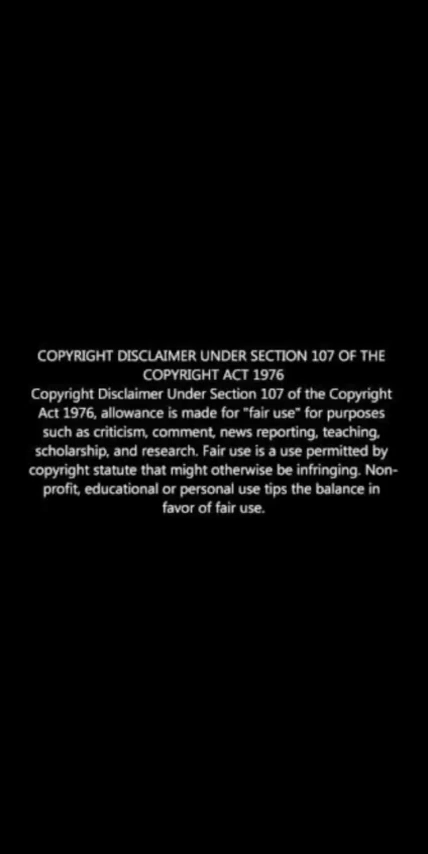 COPYRIGHT DISCLAIMER UNDER SECTION 107 OF THE
COPYRIGHT ACT 1976
Copyright Disclaimer Under Section 107 of the Copyright
Act 1976, allowance is made for "fair use" for purposes
such as criticism, comment, news reporting, teaching,
scholarship, and research. Fair use is a use permitted by
copyright statute that might otherwise be infringing. Non-
profit, educational or personal use tips the balance in
favor of fair use.